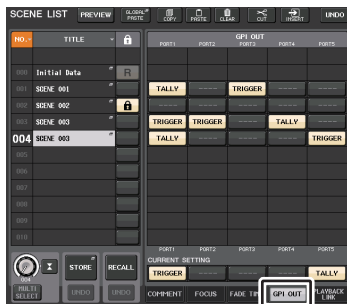 SCENE LIST PREVIEW GLOBAL PASTE COPY PASTE CLEAR CUT INSERT UNDO
NO. TITLE GPI OUT
PORT1 PORT2 PORT3 PORT4 PORT5
000 Initial Data R
001 SCENE 001 TALLY ---- TRIGGER ---- ----
002 SCENE 002 ---- ---- ---- ---- ----
003 SCENE 003 TRIGGER TRIGGER ---- TALLY ----
004 SCENE 003 TALLY ---- ---- ---- TRIGGER
005
006
007
008
009
010
PORT1 PORT2 PORT3 PORT4 PORT5
CURRENT SETTING
004 STORE RECALL TRIGGER ---- ---- ---- TALLY
MULTI SELECT UNDO UNDO COMMENT FOCUS FADE TIM GPI OUT PLAYBACK LINK